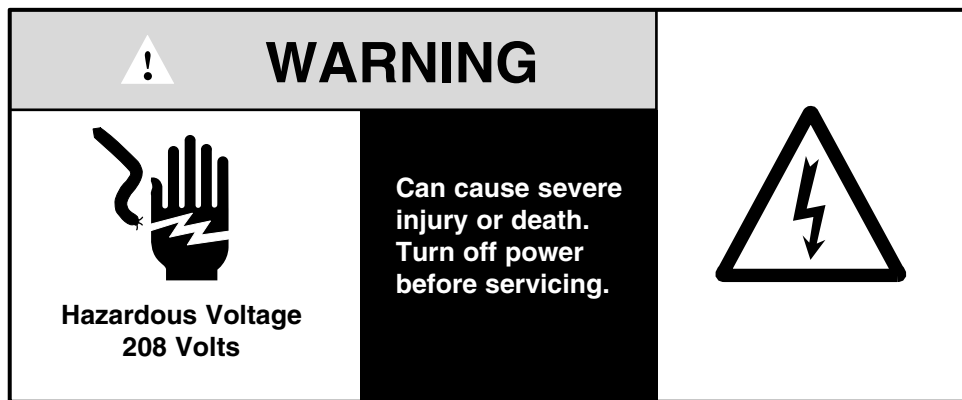 WARNING
Hazardous Voltage
208 Volts
Can cause severe
injury or death.
Turn off power
before servicing.